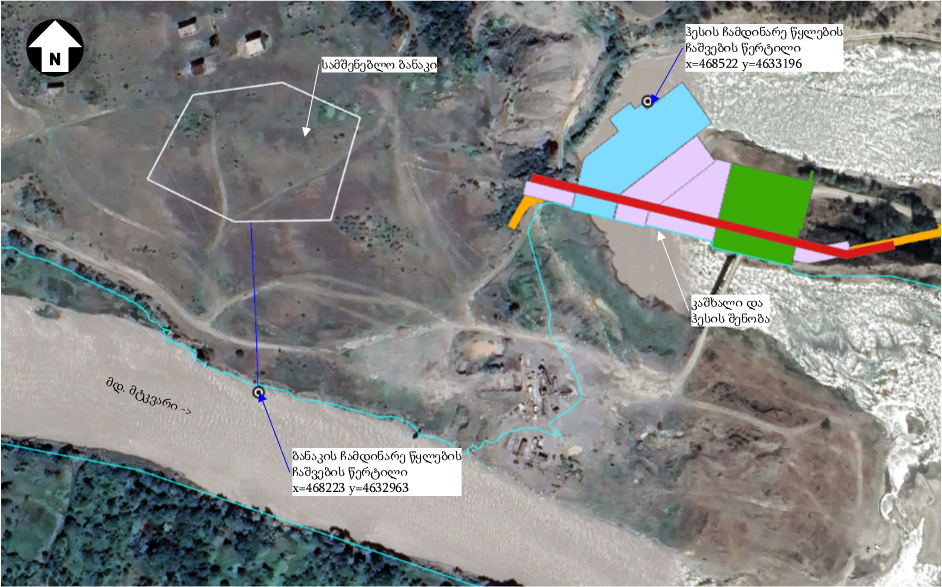 N
სამშენებლო ბანაკი
ჰესის ჩამდინარე წყლების
ჩაშვების წერტილი
x=468522 y=4633196
კაშხალი და
ჰესის შენობა
მდ. მტკვარი ->
ბანაკის ჩამდინარე წყლების
ჩაშვების წერტილი
x=468223 y=4632963